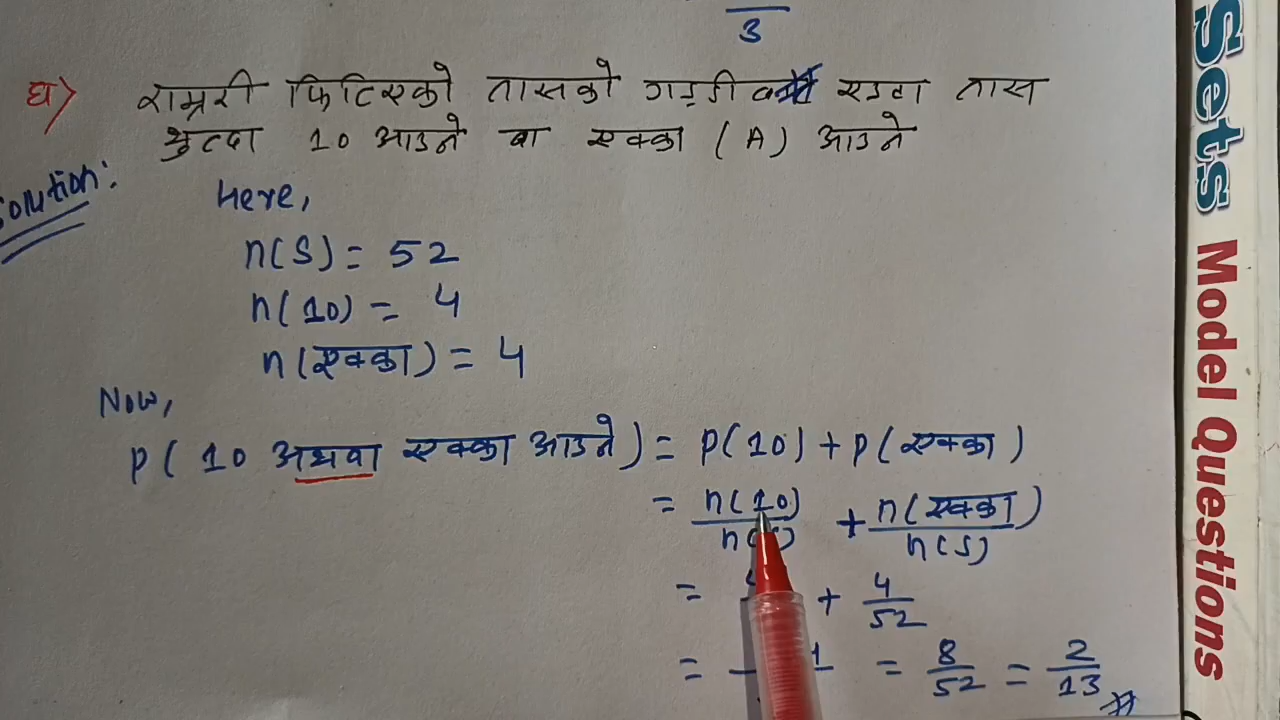 3
घ) राम्ररी फिटिएको तासको गड्डीबाट एउटा तास
थुत्दा 10 आउने वा एक्का (A) आउने
Solution:
Here,
n(S) = 52
n(10) = 4
n(एक्का) = 4
Now,
P( 10 अथवा एक्का आउने) = P(10) + P(एक्का)
= n(10)/n(S) + n(एक्का)/n(S)
= + 4/52
= = 8/52 = 2/13
Sets Model Questions